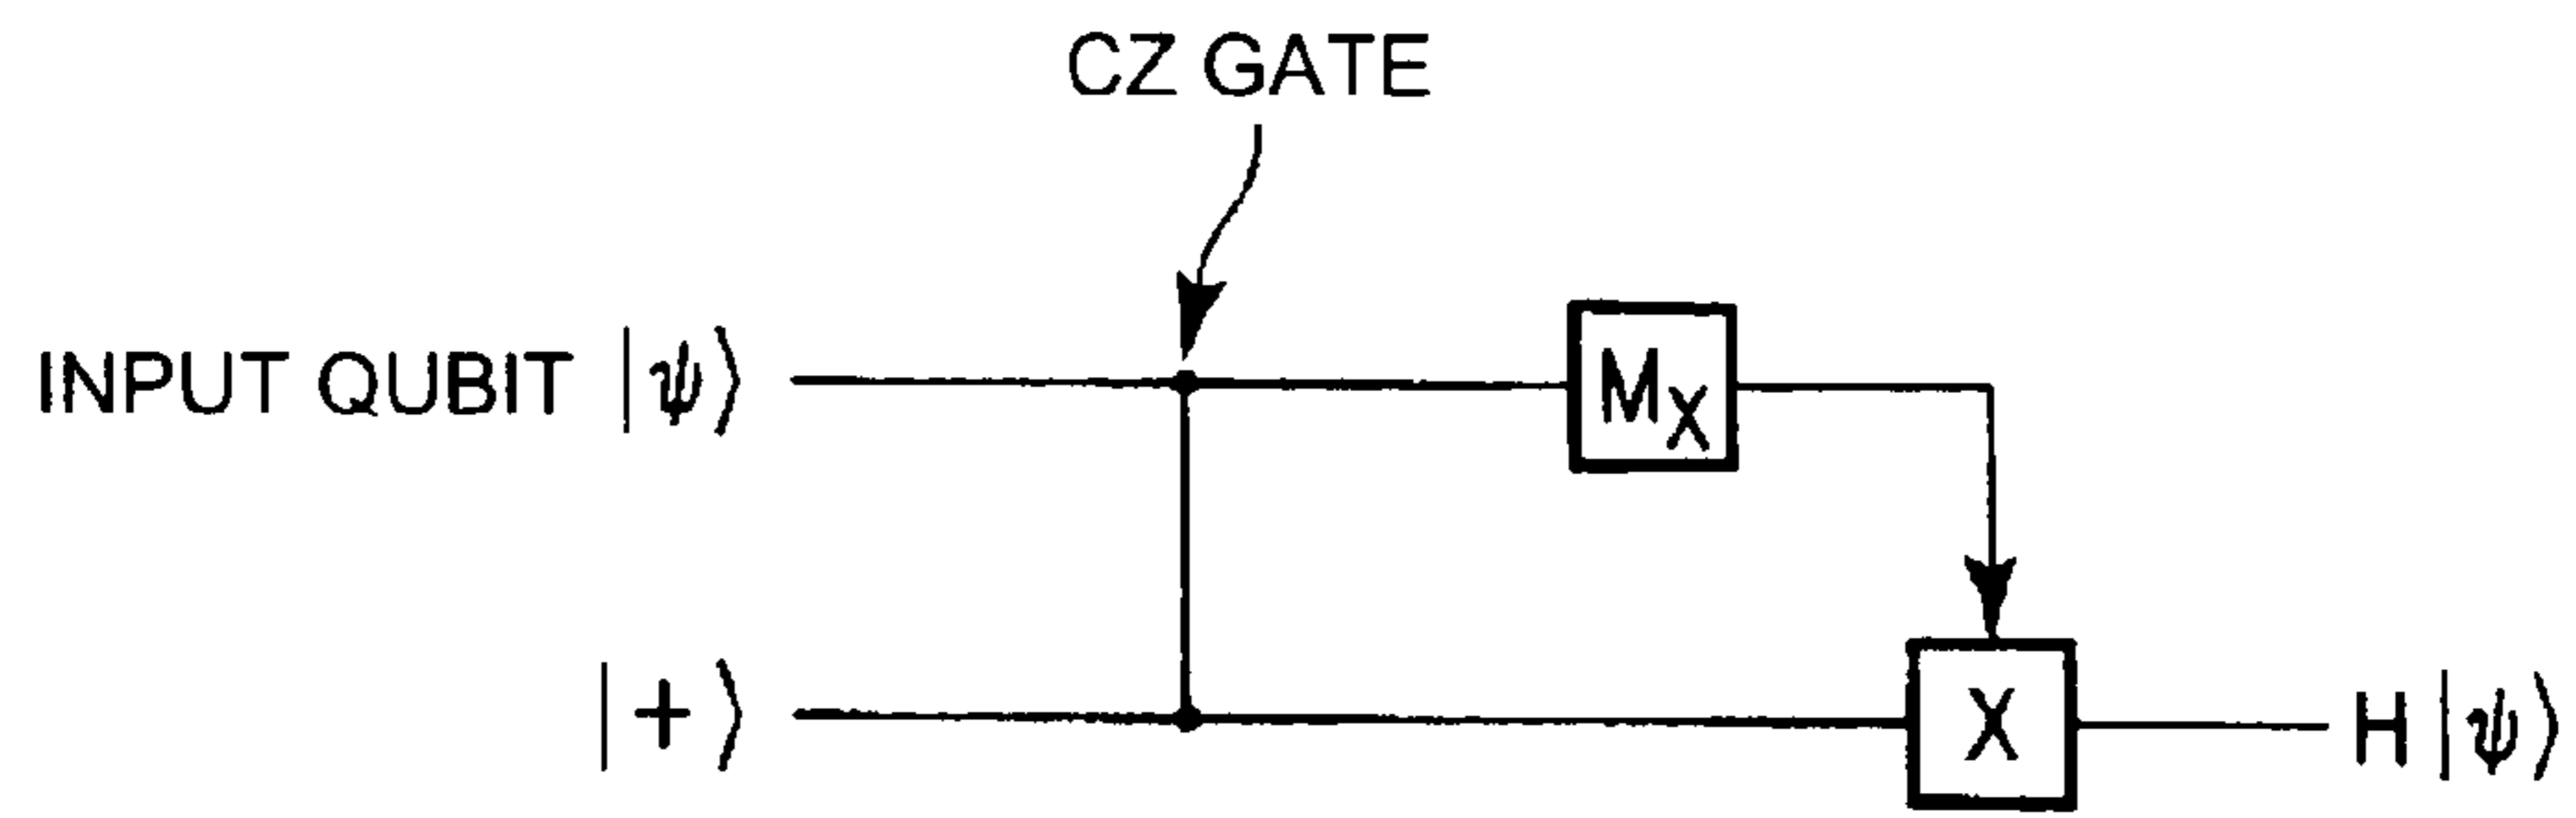 CZ GATE
INPUT QUBIT |ψ⟩
M_X
|+⟩
X
H|ψ⟩